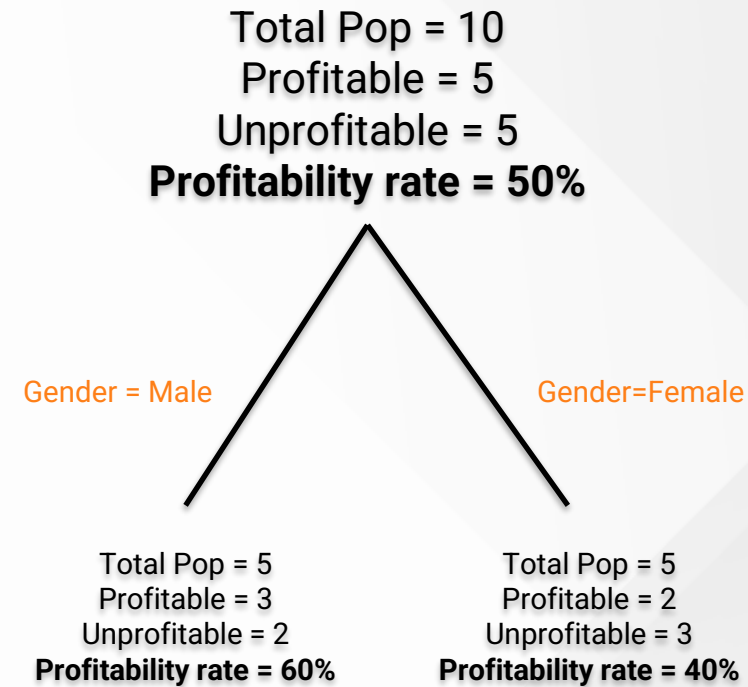 Total Pop = 10
Profitable = 5
Unprofitable = 5
Profitability rate = 50%
Gender = Male
Gender=Female
Total Pop = 5
Profitable = 3
Unprofitable = 2
Profitability rate = 60%
Total Pop = 5
Profitable = 2
Unprofitable = 3
Profitability rate = 40%